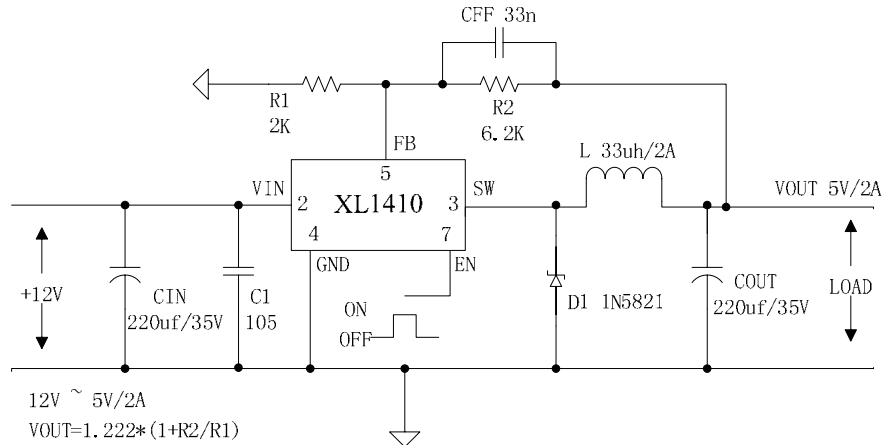 CFF 33n
R1
2K
R2
6.2K
FB
5
L 33uh/2A
VIN
2
XL1410
3
SW
VOUT 5V/2A
4
7
GND
EN
+12V
CIN
220uf/35V
C1
105
ON
OFF
D1 1N5821
COUT
220uf/35V
LOAD
12V ~ 5V/2A
VOUT=1.222*(1+R2/R1)